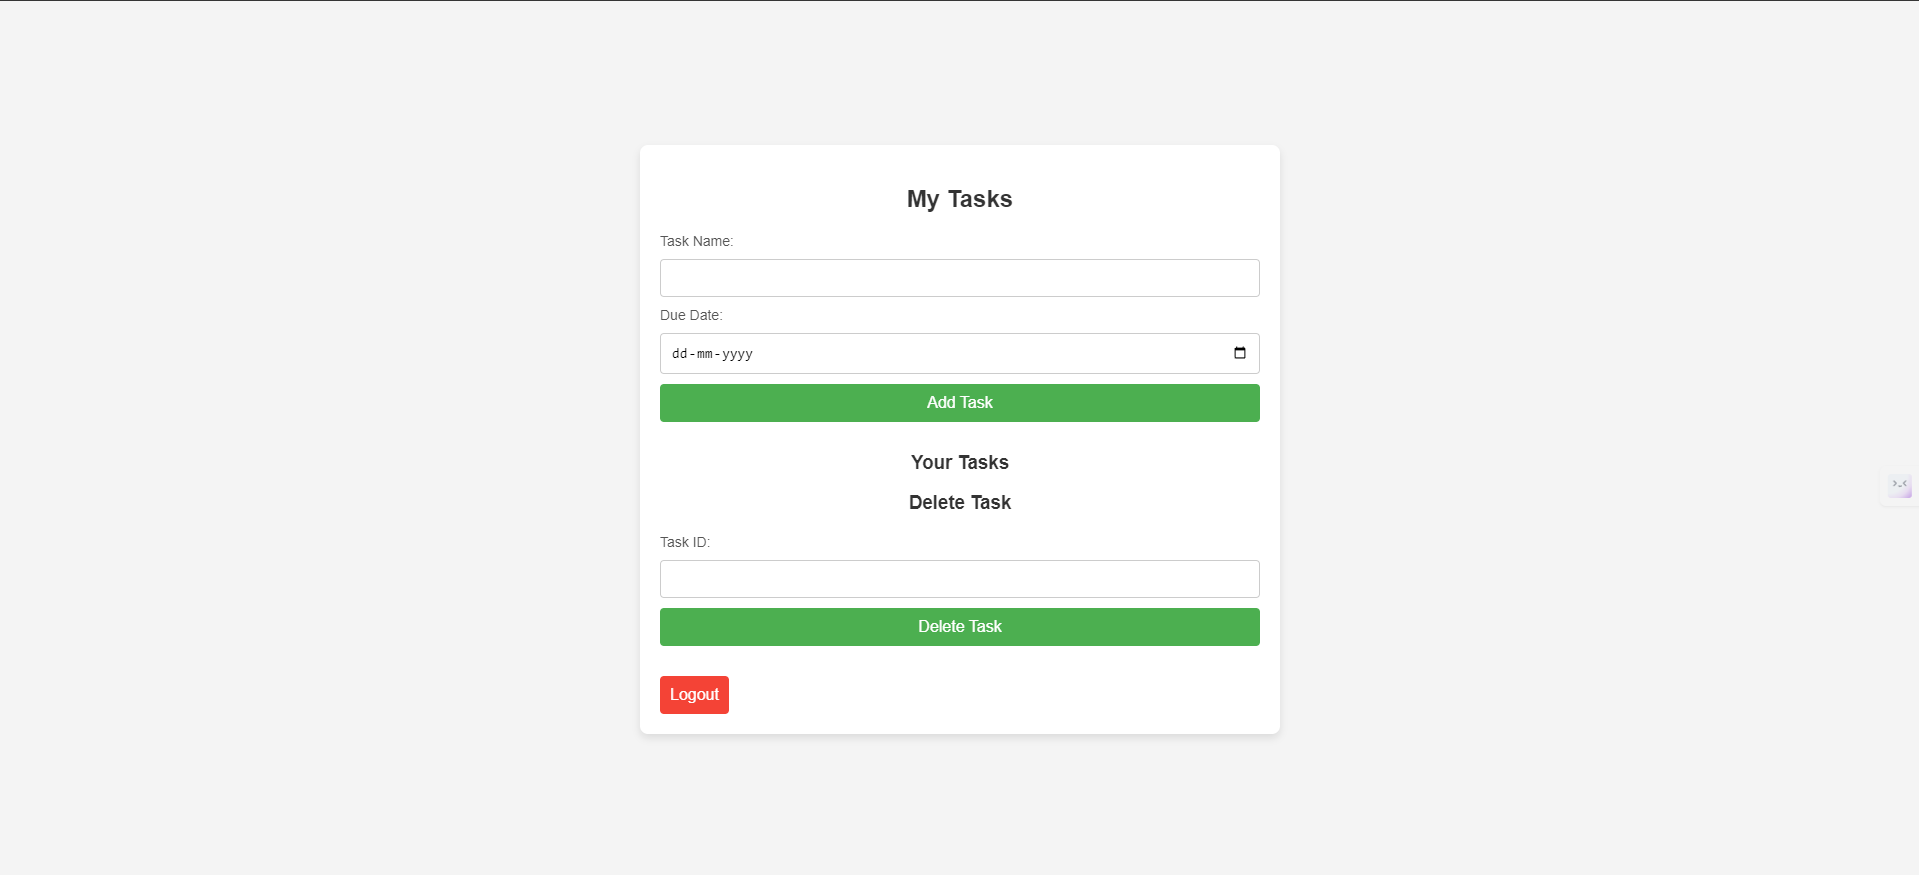 My Tasks
Task Name:
Due Date:
dd-mm-yyyy
Add Task
Your Tasks
Delete Task
Task ID:
Delete Task
Logout